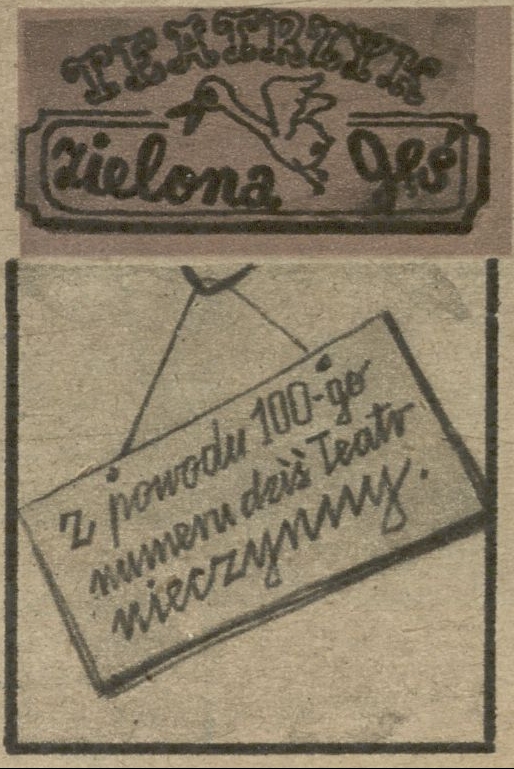 TEATRZYK
zielona gęś
Z powodu 100-go
numeru dziś Teatr
nieczynny.